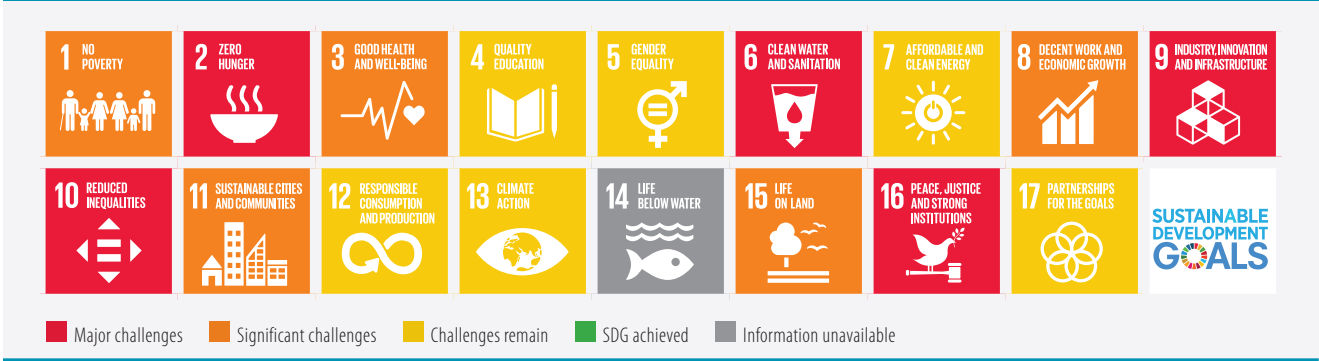 1 NO
POVERTY
2 ZERO
HUNGER
3 GOOD HEALTH
AND WELL-BEING
4 QUALITY
EDUCATION
5 GENDER
EQUALITY
6 CLEAN WATER
AND SANITATION
7 AFFORDABLE AND
CLEAN ENERGY
8 DECENT WORK AND
ECONOMIC GROWTH
9 INDUSTRY, INNOVATION
AND INFRASTRUCTURE
10 REDUCED
INEQUALITIES
11 SUSTAINABLE CITIES
AND COMMUNITIES
12 RESPONSIBLE
CONSUMPTION
AND PRODUCTION
13 CLIMATE
ACTION
14 LIFE
BELOW WATER
15 LIFE
ON LAND
16 PEACE, JUSTICE
AND STRONG
INSTITUTIONS
17 PARTNERSHIPS
FOR THE GOALS
SUSTAINABLE
DEVELOPMENT
GOALS
Major challenges
Significant challenges
Challenges remain
SDG achieved
Information unavailable